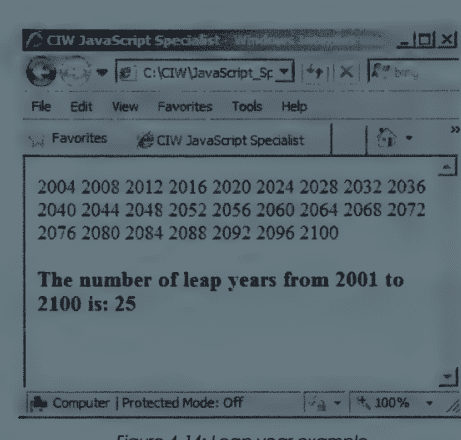 CIW JavaScript Specialist - Windows
C:\CIW\JavaScript_Sp
bing
File Edit View Favorites Tools Help
Favorites CIW JavaScript Specialist »
2004 2008 2012 2016 2020 2024 2028 2032 2036
2040 2044 2048 2052 2056 2060 2064 2068 2072
2076 2080 2084 2088 2092 2096 2100
The number of leap years from 2001 to
2100 is: 25
Computer | Protected Mode: Off 100%
Figure 4-14: Leap year example